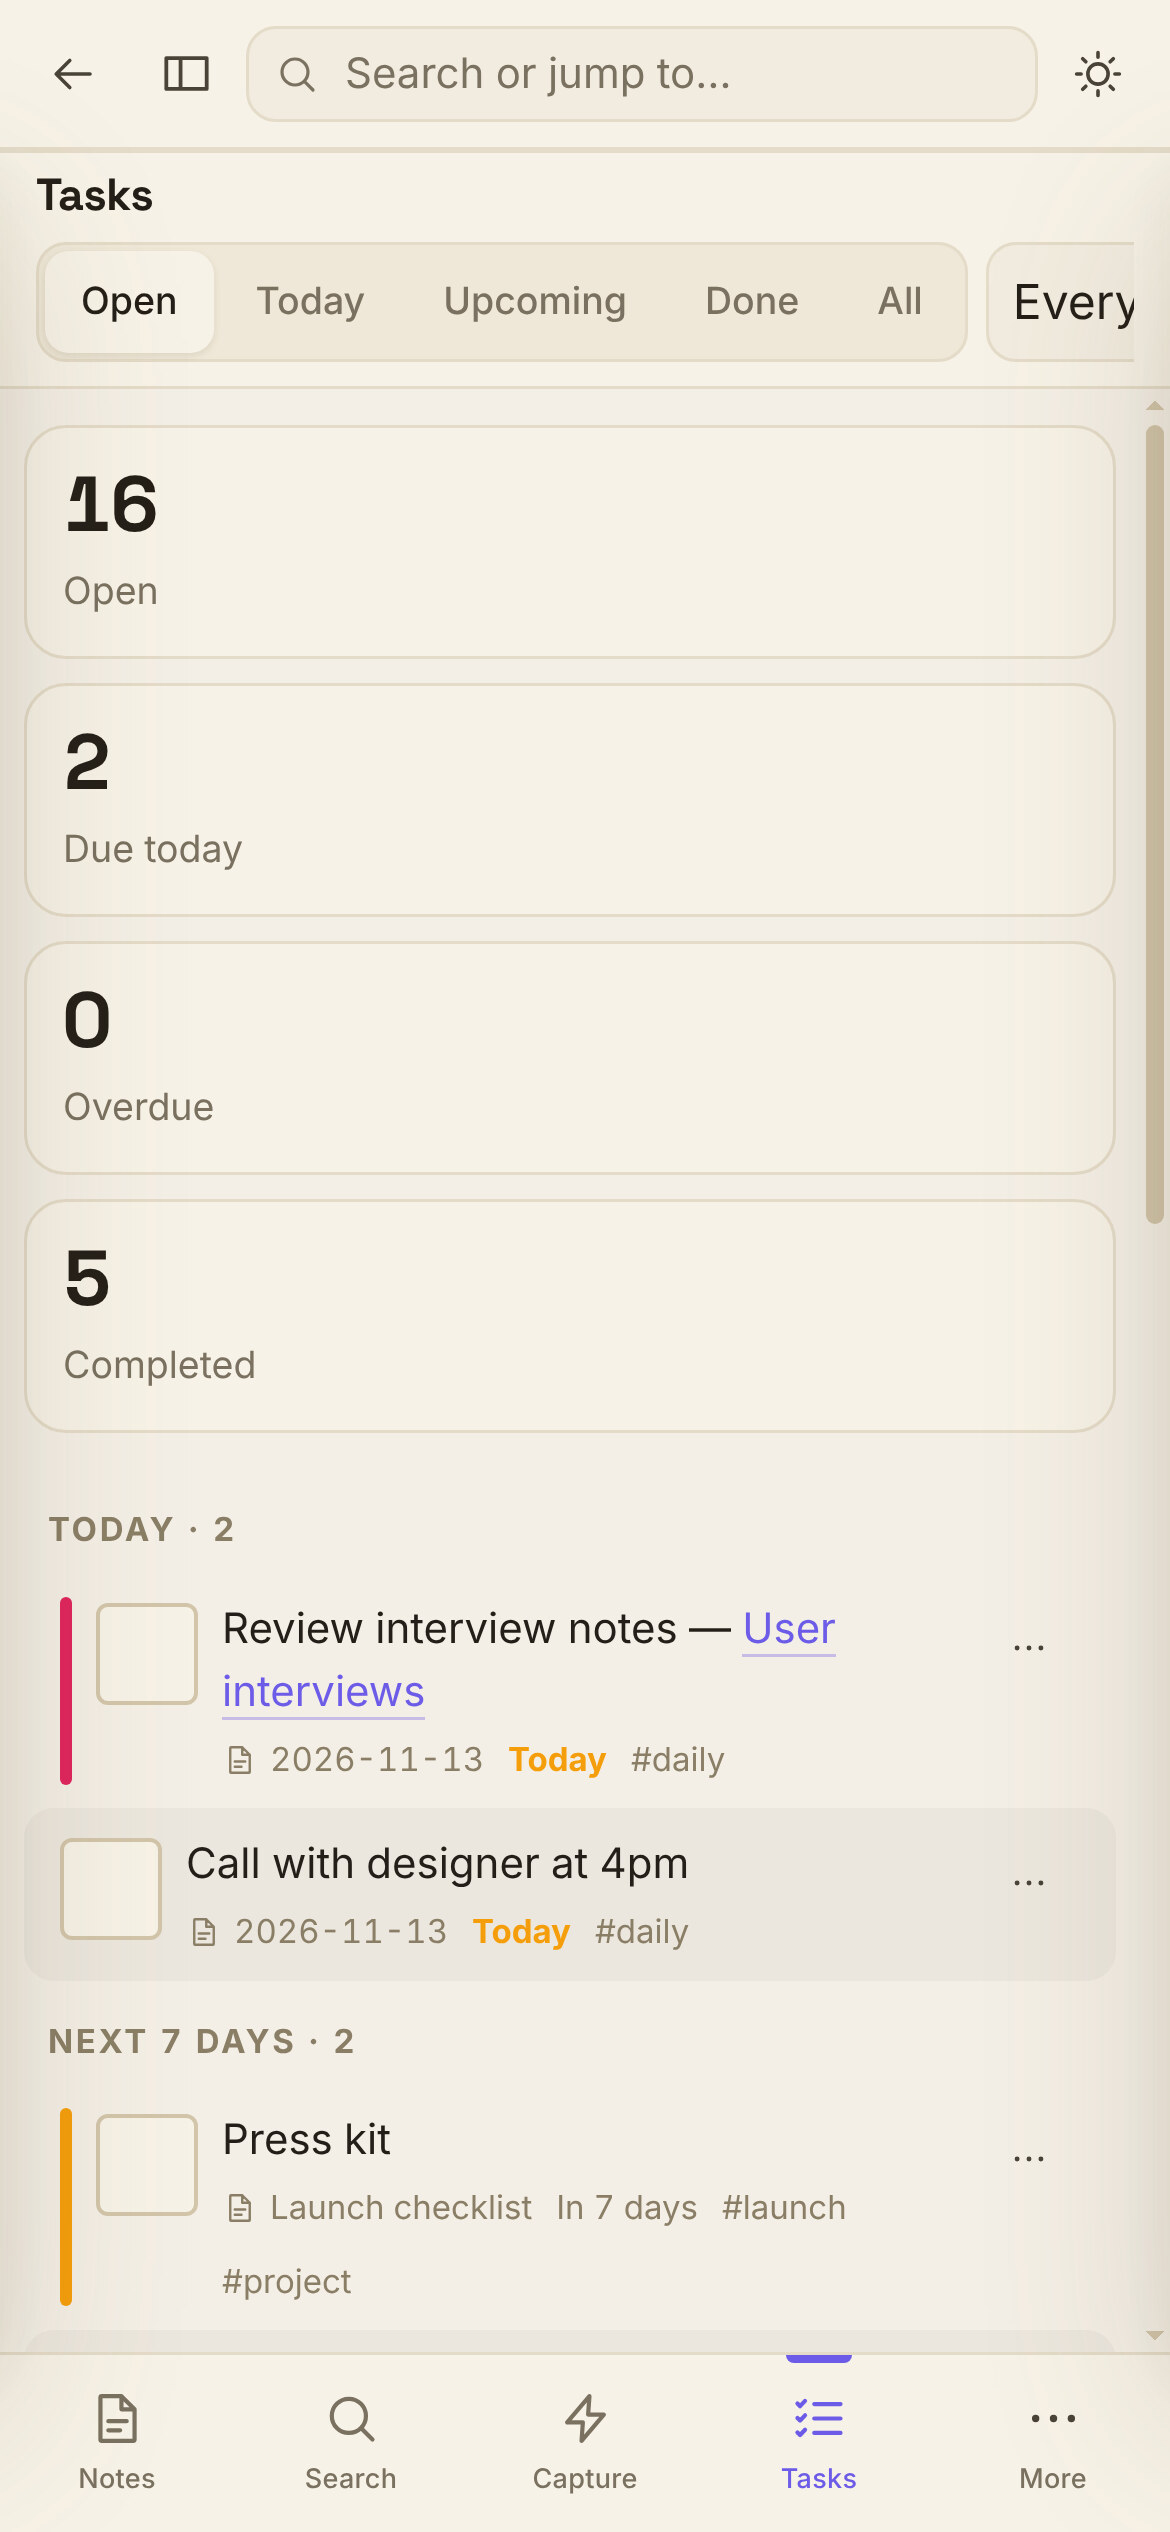 Search or jump to...
Tasks
Open Today Upcoming Done All Every
16
Open
2
Due today
0
Overdue
5
Completed
TODAY · 2
Review interview notes — User
interviews
2026-11-13 Today #daily
Call with designer at 4pm
2026-11-13 Today #daily
NEXT 7 DAYS · 2
Press kit
Launch checklist In 7 days #launch
#project
Notes Search Capture Tasks More